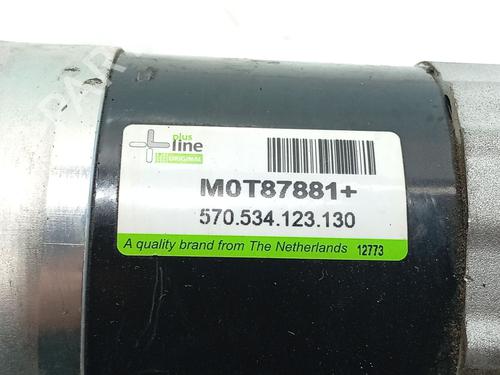 plus
line
ORIGINAL
M0T87881+
570.534.123.130
A quality brand from The Netherlands 12773